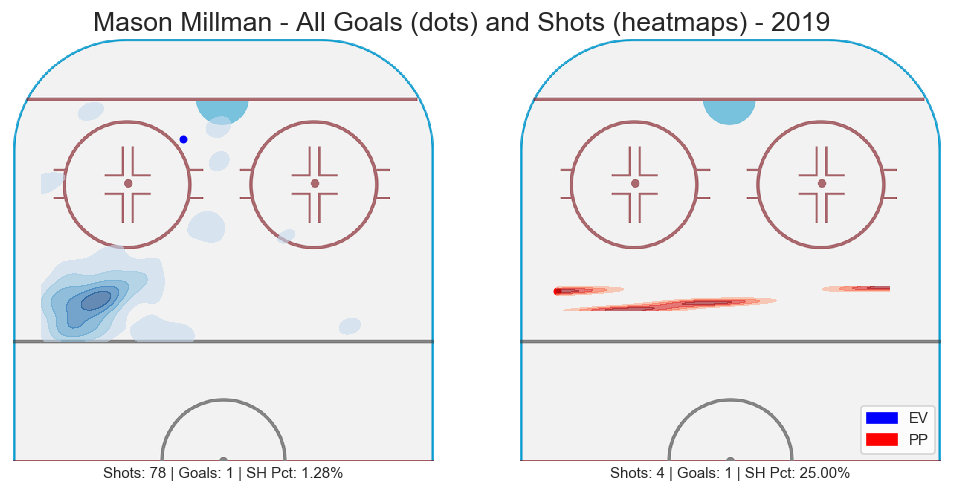 Mason Millman - All Goals (dots) and Shots (heatmaps) - 2019
EV
PP
Shots: 78 | Goals: 1 | SH Pct: 1.28%
Shots: 4 | Goals: 1 | SH Pct: 25.00%